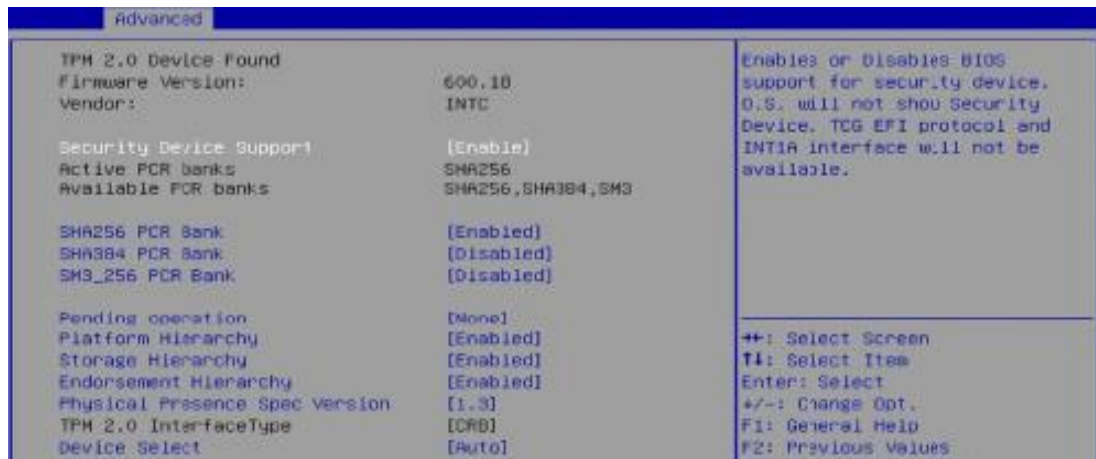 Advanced
TPM 2.0 Device Found
Firmware Version: 600.18
Vendor: INTC
Security Device Support [Enable]
Active PCR banks SHA256
Available PCR banks SHA256,SHA384,SM3
SHA256 PCR Bank [Enabled]
SHA384 PCR Bank [Disabled]
SM3_256 PCR Bank [Disabled]
Pending operation [None]
Platform Hierarchy [Enabled]
Storage Hierarchy [Enabled]
Endorsement Hierarchy [Enabled]
Physical Presence Spec Version [1.3]
TPM 2.0 InterfaceType [CRB]
Device Select [Auto]
Enables or Disables BIOS
support for security device.
O.S. will not show Security
Device. TCG EFI protocol and
INT1A interface will not be
available.
→←: Select Screen
↑↓: Select Item
Enter: Select
+/-: Change Opt.
F1: General Help
F2: Previous Values